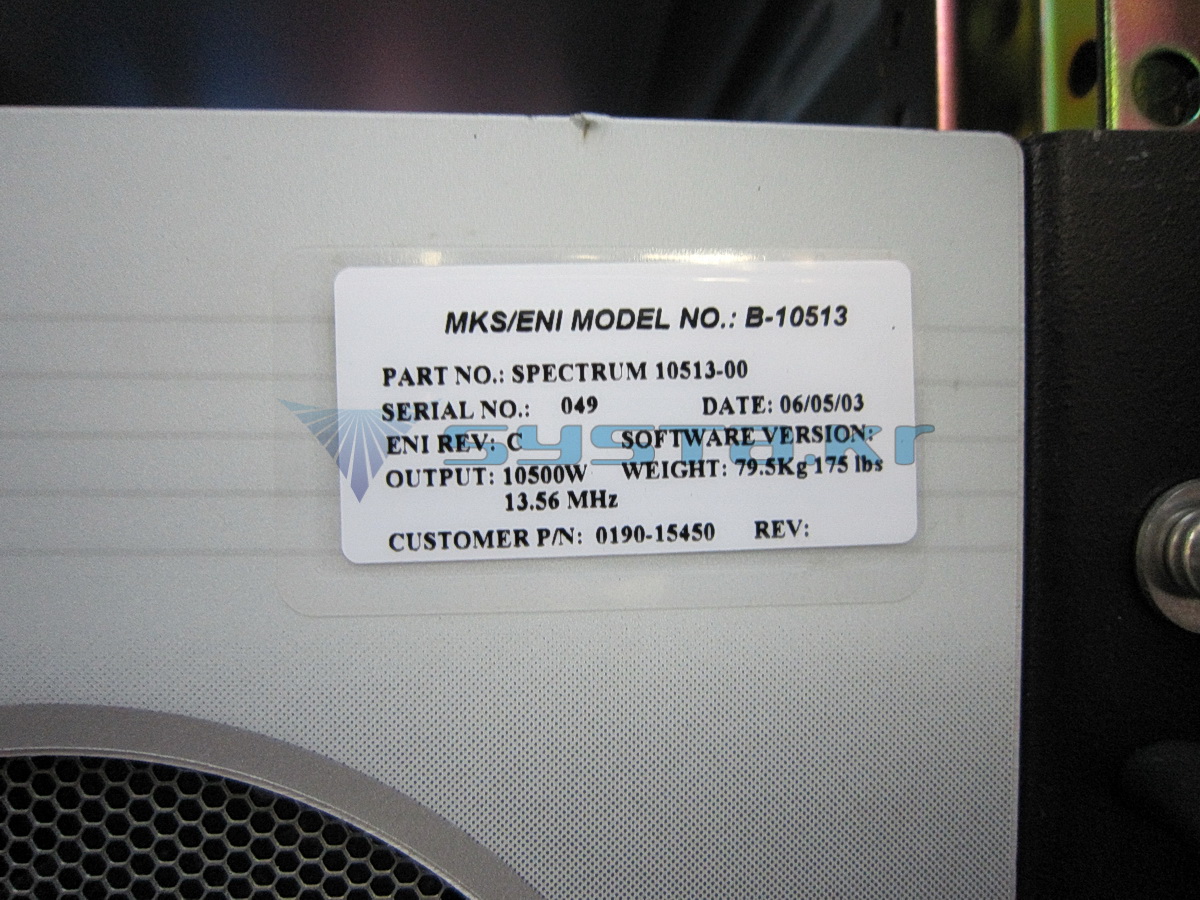 MKS/ENI MODEL NO.: B-10513
PART NO.: SPECTRUM 10513-00
SERIAL NO.: 049 DATE: 06/05/03
ENI REV: C SOFTWARE VERSION:
OUTPUT: 10500W WEIGHT: 79.5Kg 175 lbs
13.56 MHz
CUSTOMER P/N: 0190-15450 REV:
systa.kr